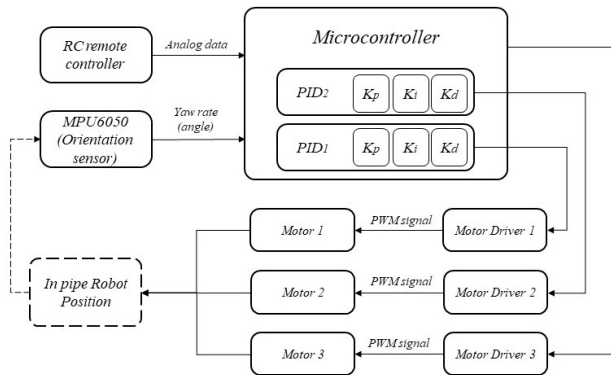 RC remote
controller
Analog data
Microcontroller
PID2
Kp
Ki
Kd
MPU6050
(Orientation
sensor)
Yaw rate
(angle)
PID1
Kp
Ki
Kd
Motor 1
PWM signal
Motor Driver 1
In pipe Robot
Position
Motor 2
PWM signal
Motor Driver 2
Motor 3
PWM signal
Motor Driver 3